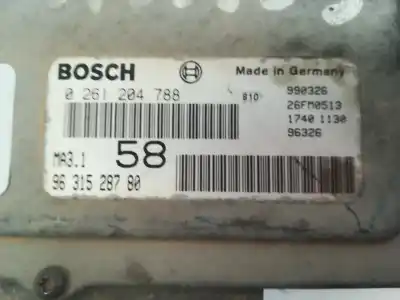 BOSCH Made in Germany
0 261 204 788 B10 990326
26FM0513
1740 1130
96326
MA3.1 58
96 315 287 80